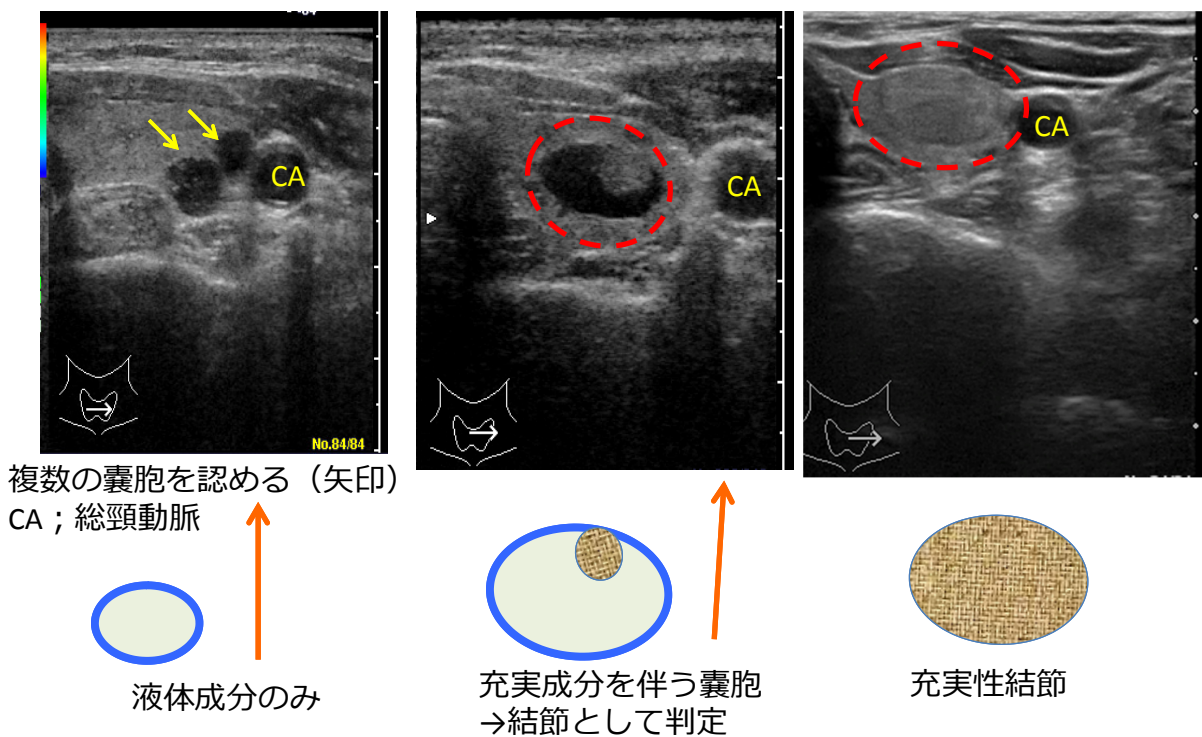 CA
No.84/84
CA
CA
複数の嚢胞を認める（矢印）
CA；総頸動脈
液体成分のみ
充実成分を伴う嚢胞
→結節として判定
充実性結節